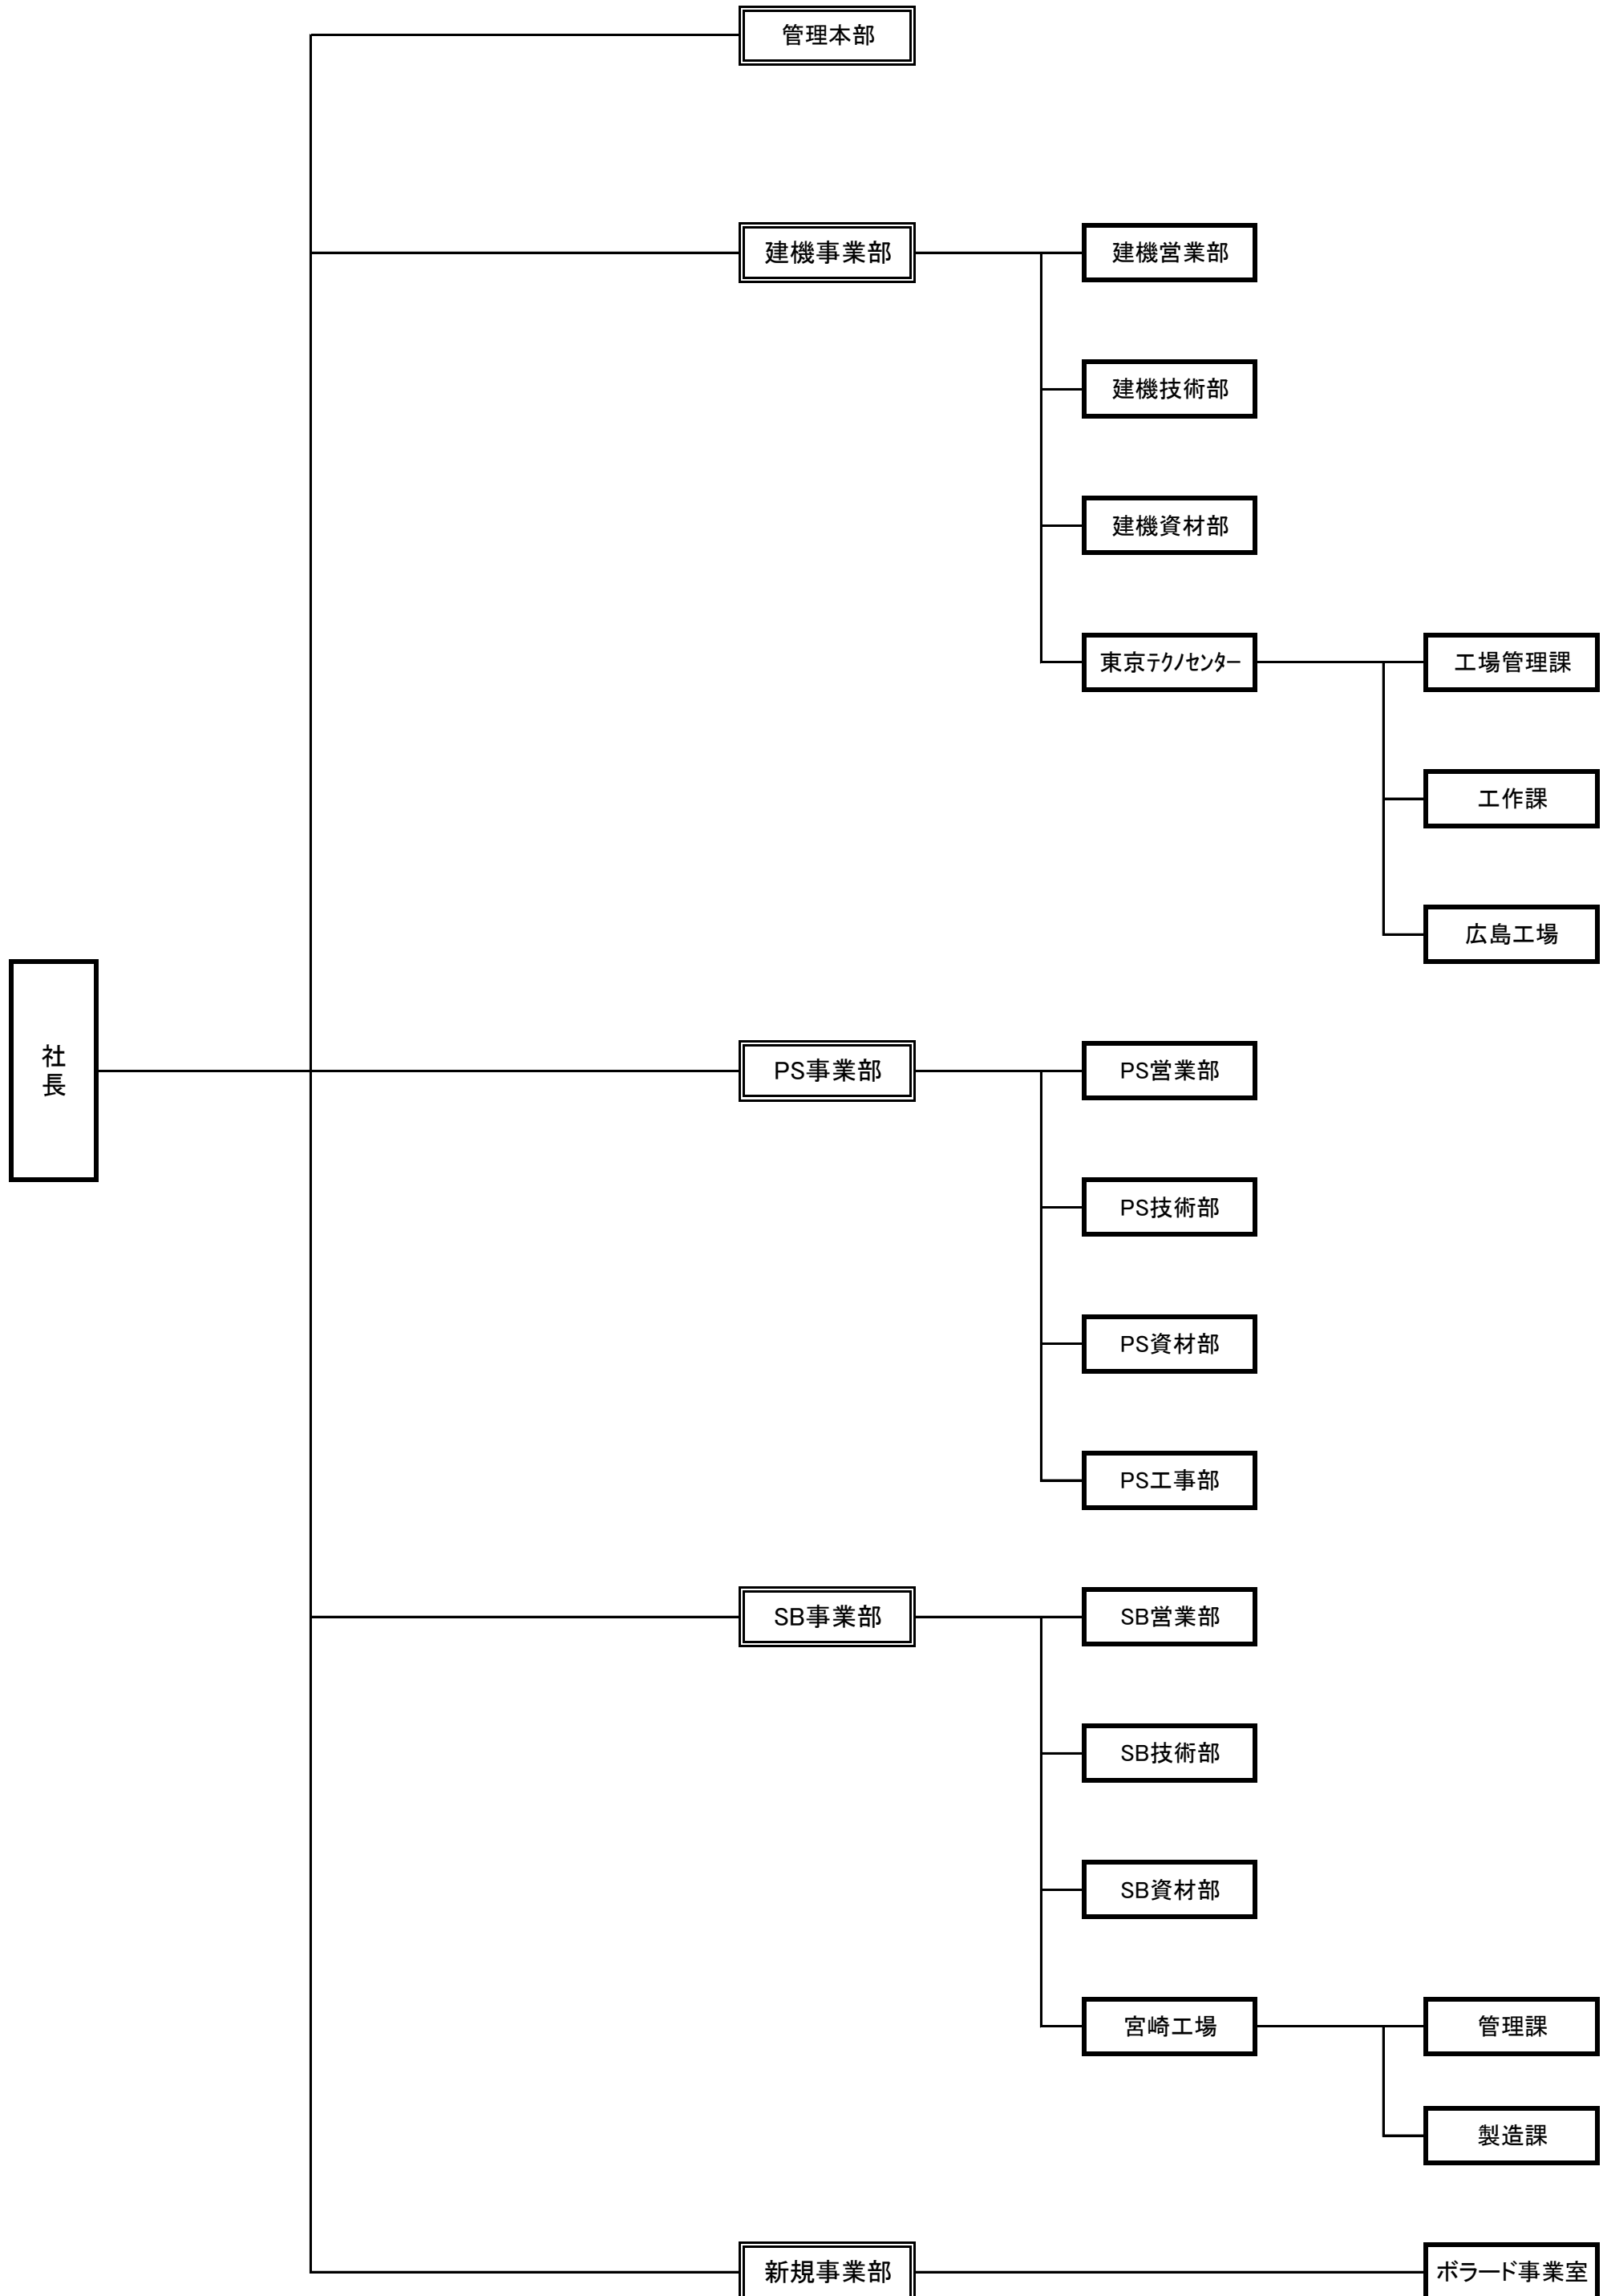 管理本部
建機事業部
建機営業部
建機技術部
建機資材部
東京ﾃｸﾉｾﾝﾀｰ
工場管理課
工作課
広島工場
社
長
PS事業部
PS営業部
PS技術部
PS資材部
PS工事部
SB事業部
SB営業部
SB技術部
SB資材部
宮崎工場
管理課
製造課
新規事業部
ボラード事業室